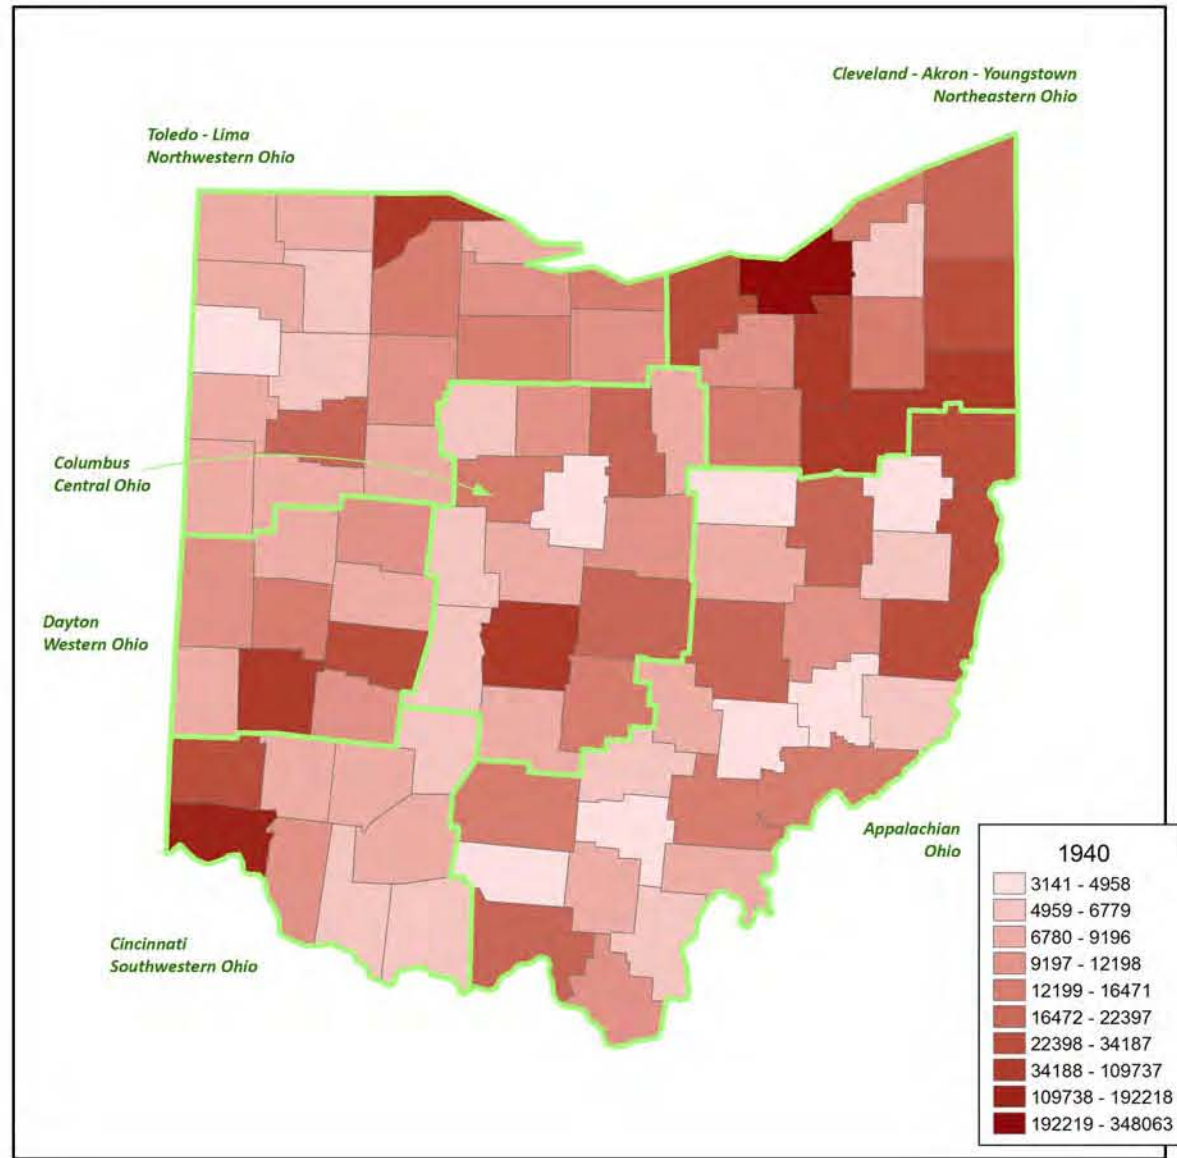 Cleveland - Akron - Youngstown
Northeastern Ohio
Toledo - Lima
Northwestern Ohio
Columbus
Central Ohio
Dayton
Western Ohio
Appalachian
Ohio
Cincinnati
Southwestern Ohio
1940
3141 - 4958
4959 - 6779
6780 - 9196
9197 - 12198
12199 - 16471
16472 - 22397
22398 - 34187
34188 - 109737
109738 - 192218
192219 - 348063